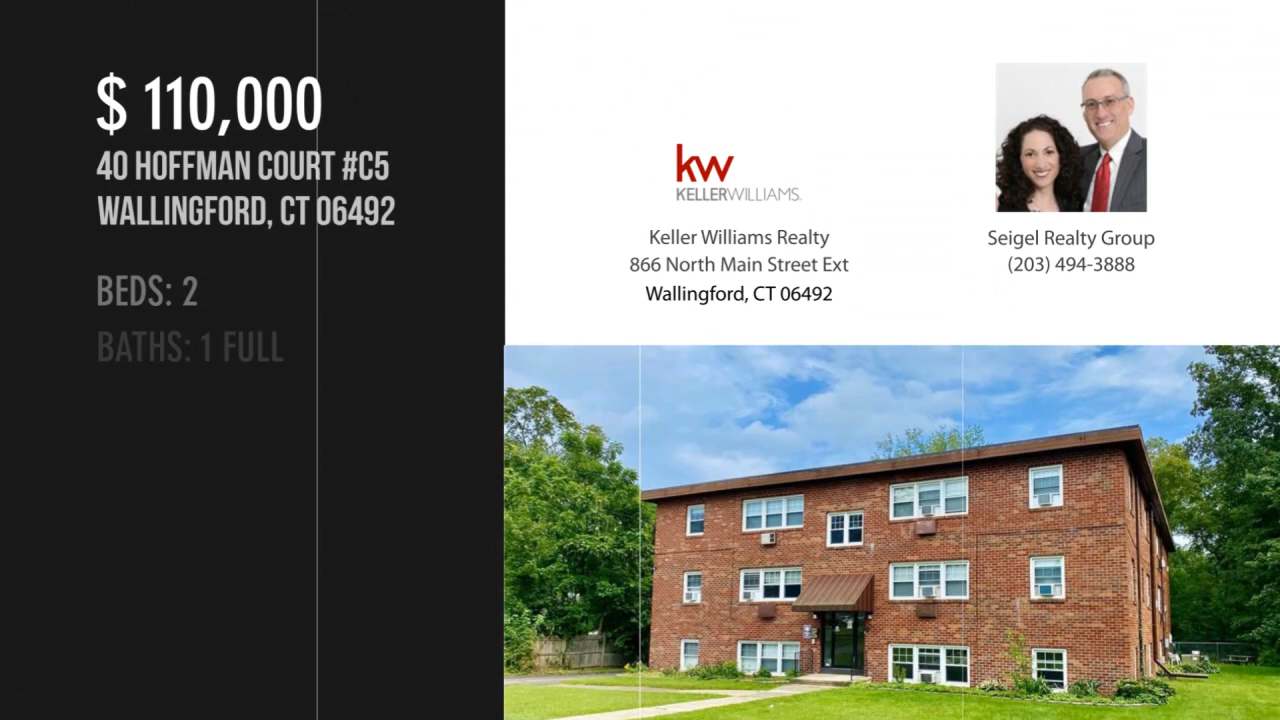 $ 110,000
40 HOFFMAN COURT #C5
WALLINGFORD, CT 06492
BEDS: 2
BATHS: 1 FULL
kw
KELLERWILLIAMS.
Keller Williams Realty
866 North Main Street Ext
Wallingford, CT 06492
Seigel Realty Group
(203) 494-3888